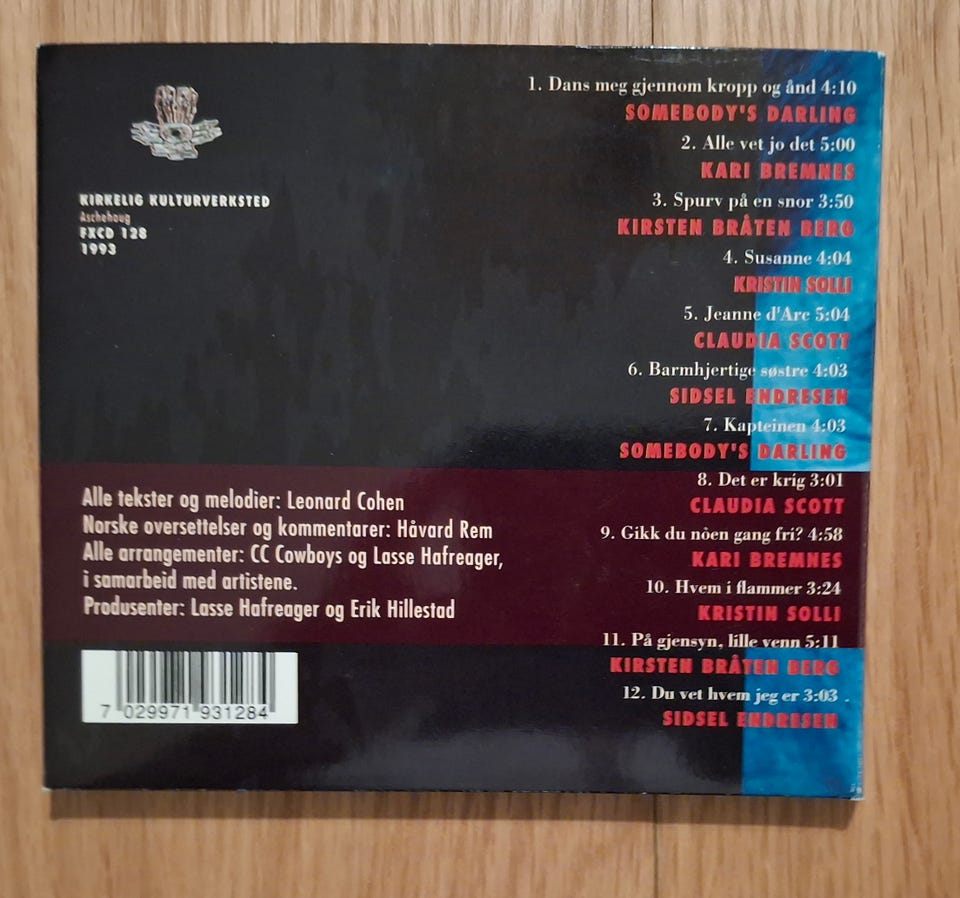 KIRKELIG KULTURVERKSTED
Aschehoug
FXCD 128
1993
1. Dans meg gjennom kropp og ånd 4:10
SOMEBODY'S DARLING
2. Alle vet jo det 5:00
KARI BREMNES
3. Spurv på en snor 3:50
KIRSTEN BRÅTEN BERG
4. Susanne 4:04
KRISTIN SOLLI
5. Jeanne d'Arc 5:04
CLAUDIA SCOTT
6. Barmhjertige søstre 4:03
SIDSEL ENDRESEN
7. Kapteinen 4:03
SOMEBODY'S DARLING
8. Det er krig 3:01
CLAUDIA SCOTT
9. Gikk du nòen gang fri? 4:58
KARI BREMNES
10. Hvem i flammer 3:24
KRISTIN SOLLI
11. På gjensyn, lille venn 5:11
KIRSTEN BRÅTEN BERG
12. Du vet hvem jeg er 3:03
SIDSEL ENDRESEN
Alle tekster og melodier: Leonard Cohen
Norske oversettelser og kommentarer: Håvard Rem
Alle arrangementer: CC Cowboys og Lasse Hafreager,
i samarbeid med artistene.
Produsenter: Lasse Hafreager og Erik Hillestad
7 029971 931284